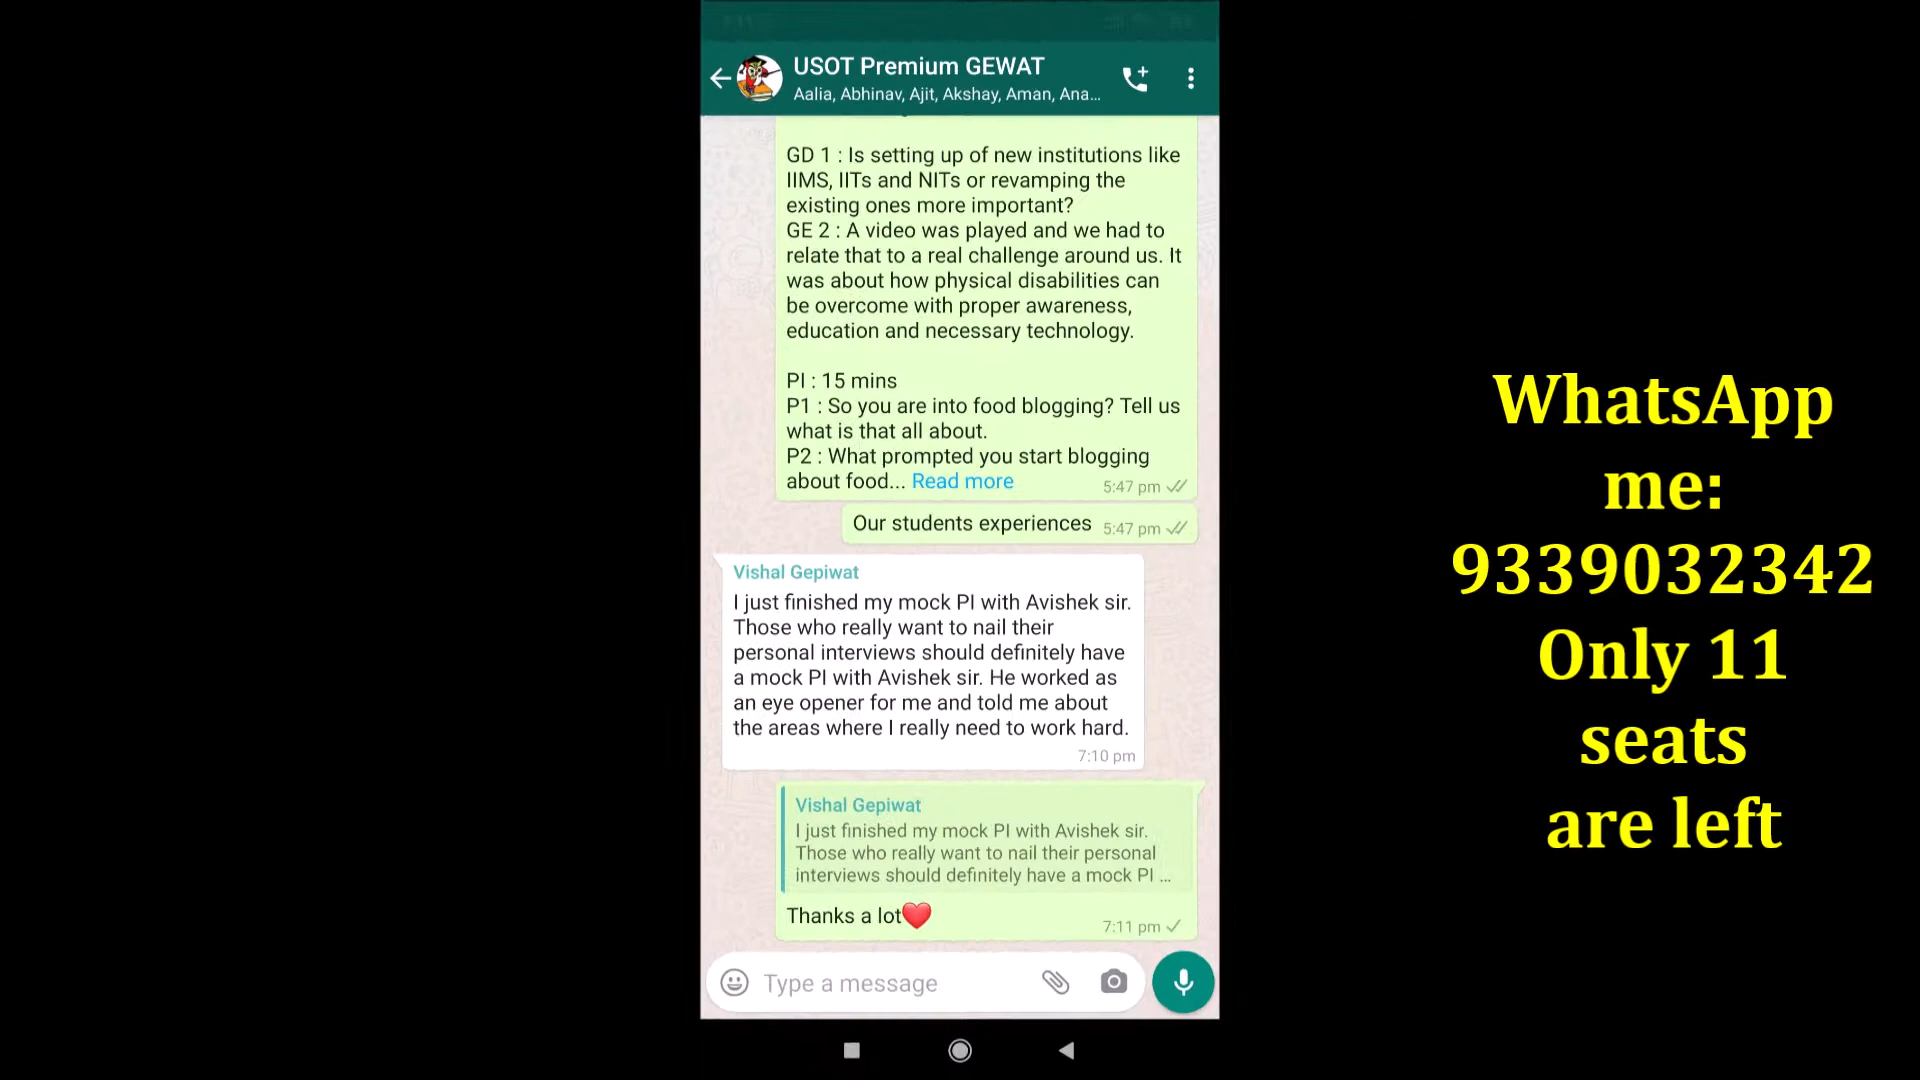 USOT Premium GEWAT
Aalia, Abhinav, Ajit, Akshay, Aman, Ana...
GD 1 : Is setting up of new institutions like
IIMS, IITs and NITs or revamping the
existing ones more important?
GE 2 : A video was played and we had to
relate that to a real challenge around us. It
was about how physical disabilities can
be overcome with proper awareness,
education and necessary technology.
PI : 15 mins
P1 : So you are into food blogging? Tell us
what is that all about.
P2 : What prompted you start blogging
about food... Read more
5:47 pm
Our students experiences 5:47 pm
Vishal Gepiwat
I just finished my mock PI with Avishek sir.
Those who really want to nail their
personal interviews should definitely have
a mock PI with Avishek sir. He worked as
an eye opener for me and told me about
the areas where I really need to work hard.
7:10 pm
Vishal Gepiwat
I just finished my mock PI with Avishek sir.
Those who really want to nail their personal
interviews should definitely have a mock PI ...
Thanks a lot❤️
7:11 pm
Type a message
WhatsApp
me:
9339032342
Only 11
seats
are left